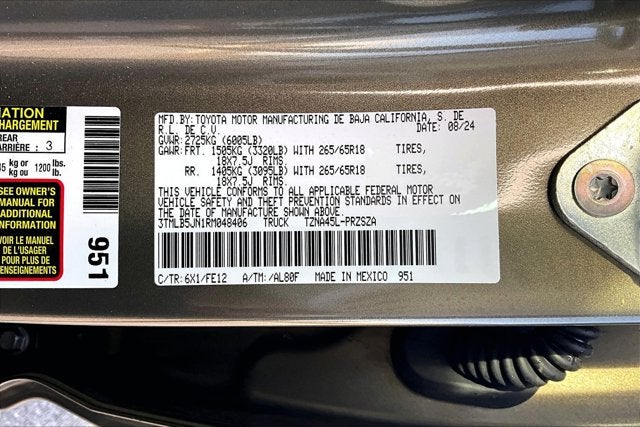 MATION
CHARGEMENT
REAR
ARRIÈRE : 3
kg or 1200 lbs.
kg ou lb.
SEE OWNER'S
MANUAL FOR
ADDITIONAL
INFORMATION
VOIR LE MANUEL
DE L'USAGER
POUR PLUS DE
RENSEIGNEMENTS
951
MFD.BY:TOYOTA MOTOR MANUFACTURING DE BAJA CALIFORNIA, S. DE
R.L. DE C.V. DATE: 08/24
GVWR: 2725KG (6005LB)
GAWR:FRT. 1505KG (3320LB) WITH 265/65R18 TIRES,
18X7.5J RIMS.
RR. 1405KG (3095LB) WITH 265/65R18 TIRES,
18X7.5J RIMS.
THIS VEHICLE CONFORMS TO ALL APPLICABLE FEDERAL MOTOR
VEHICLE SAFETY AND THEFT PREVENTION STANDARDS IN EFFECT
ON THE DATE OF MANUFACTURE SHOWN ABOVE.
3TMLB5JN1RM048406 TRUCK TZNA45L-PRZSZA
C/TR: 6X1/FE12 A/TM: /AL80F MADE IN MEXICO 951